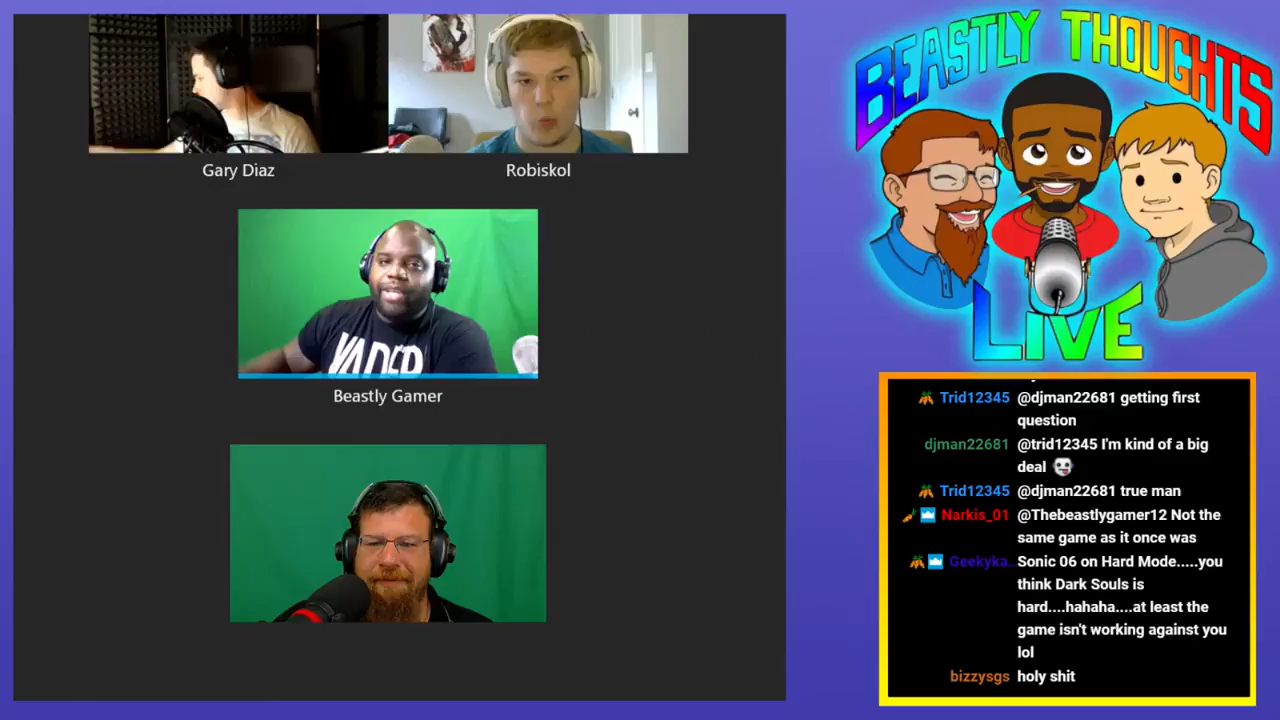 Gary Diaz
Robiskol
VADER
Beastly Gamer
BEASTLY THOUGHTS
LIVE
Trid12345 @djman22681 getting first
question
djman22681 @trid12345 I'm kind of a big
deal
Trid12345 @djman22681 true man
Narkis_01 @Thebeastlygamer12 Not the
same game as it once was
Geekyka... Sonic 06 on Hard Mode.....you
think Dark Souls is
hard....hahaha....at least the
game isn't working against you
lol
bizzysgs holy shit